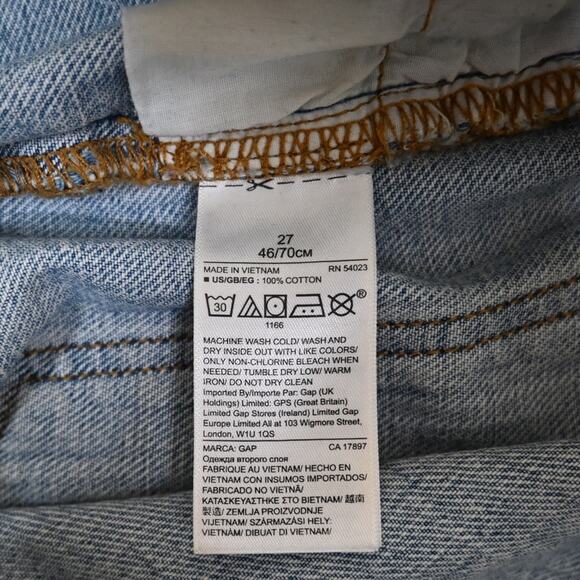 27
46/70CM
MADE IN VIETNAM RN 54023
■ US/GB/EG : 100% COTTON
30
®
1166
MACHINE WASH COLD/ WASH AND
DRY INSIDE OUT WITH LIKE COLORS/
ONLY NON-CHLORINE BLEACH WHEN
NEEDED/ TUMBLE DRY LOW/ WARM
IRON/ DO NOT DRY CLEAN
Imported By/Importe Par: Gap (UK
Holdings) Limited: GPS (Great Britain)
Limited Gap Stores (Ireland) Limited Gap
Europe Limited All at 103 Wigmore Street,
London, W1U 1QS
MARCA: GAP CA 17897
Одежда второго слоя
FABRIQUE AU VIETNAM/ HECHO EN
VIETNAM CON INSUMOS IMPORTADOS/
FABRICADO NO VIETNÃ/
ΚΑΤΑΣΚΕΥΑΣΤΗΚΕ ΣΤΟ ΒΙΕΤΝΑΜ/ 越南
製造/ ZEMLJA PROIZVODNJE
VIJETNAM/ SZÁRMAZÁSI HELY:
VIETNÁM/ DIBUAT DI VIETNAM/